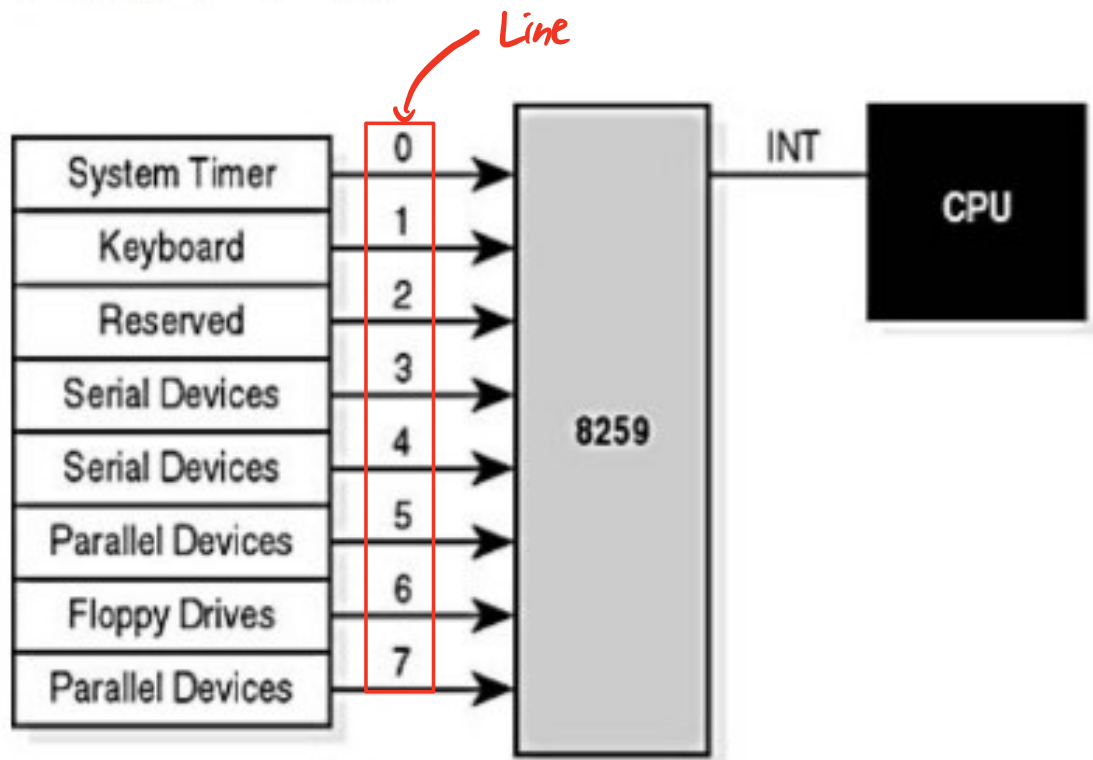 Line
System Timer
0
Keyboard
1
Reserved
2
Serial Devices
3
Serial Devices
4
Parallel Devices
5
Floppy Drives
6
Parallel Devices
7
8259
INT
CPU